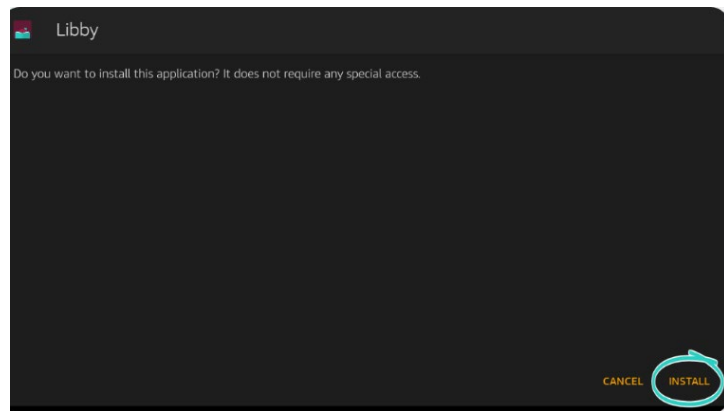 Libby
Do you want to install this application? It does not require any special access.
CANCEL INSTALL